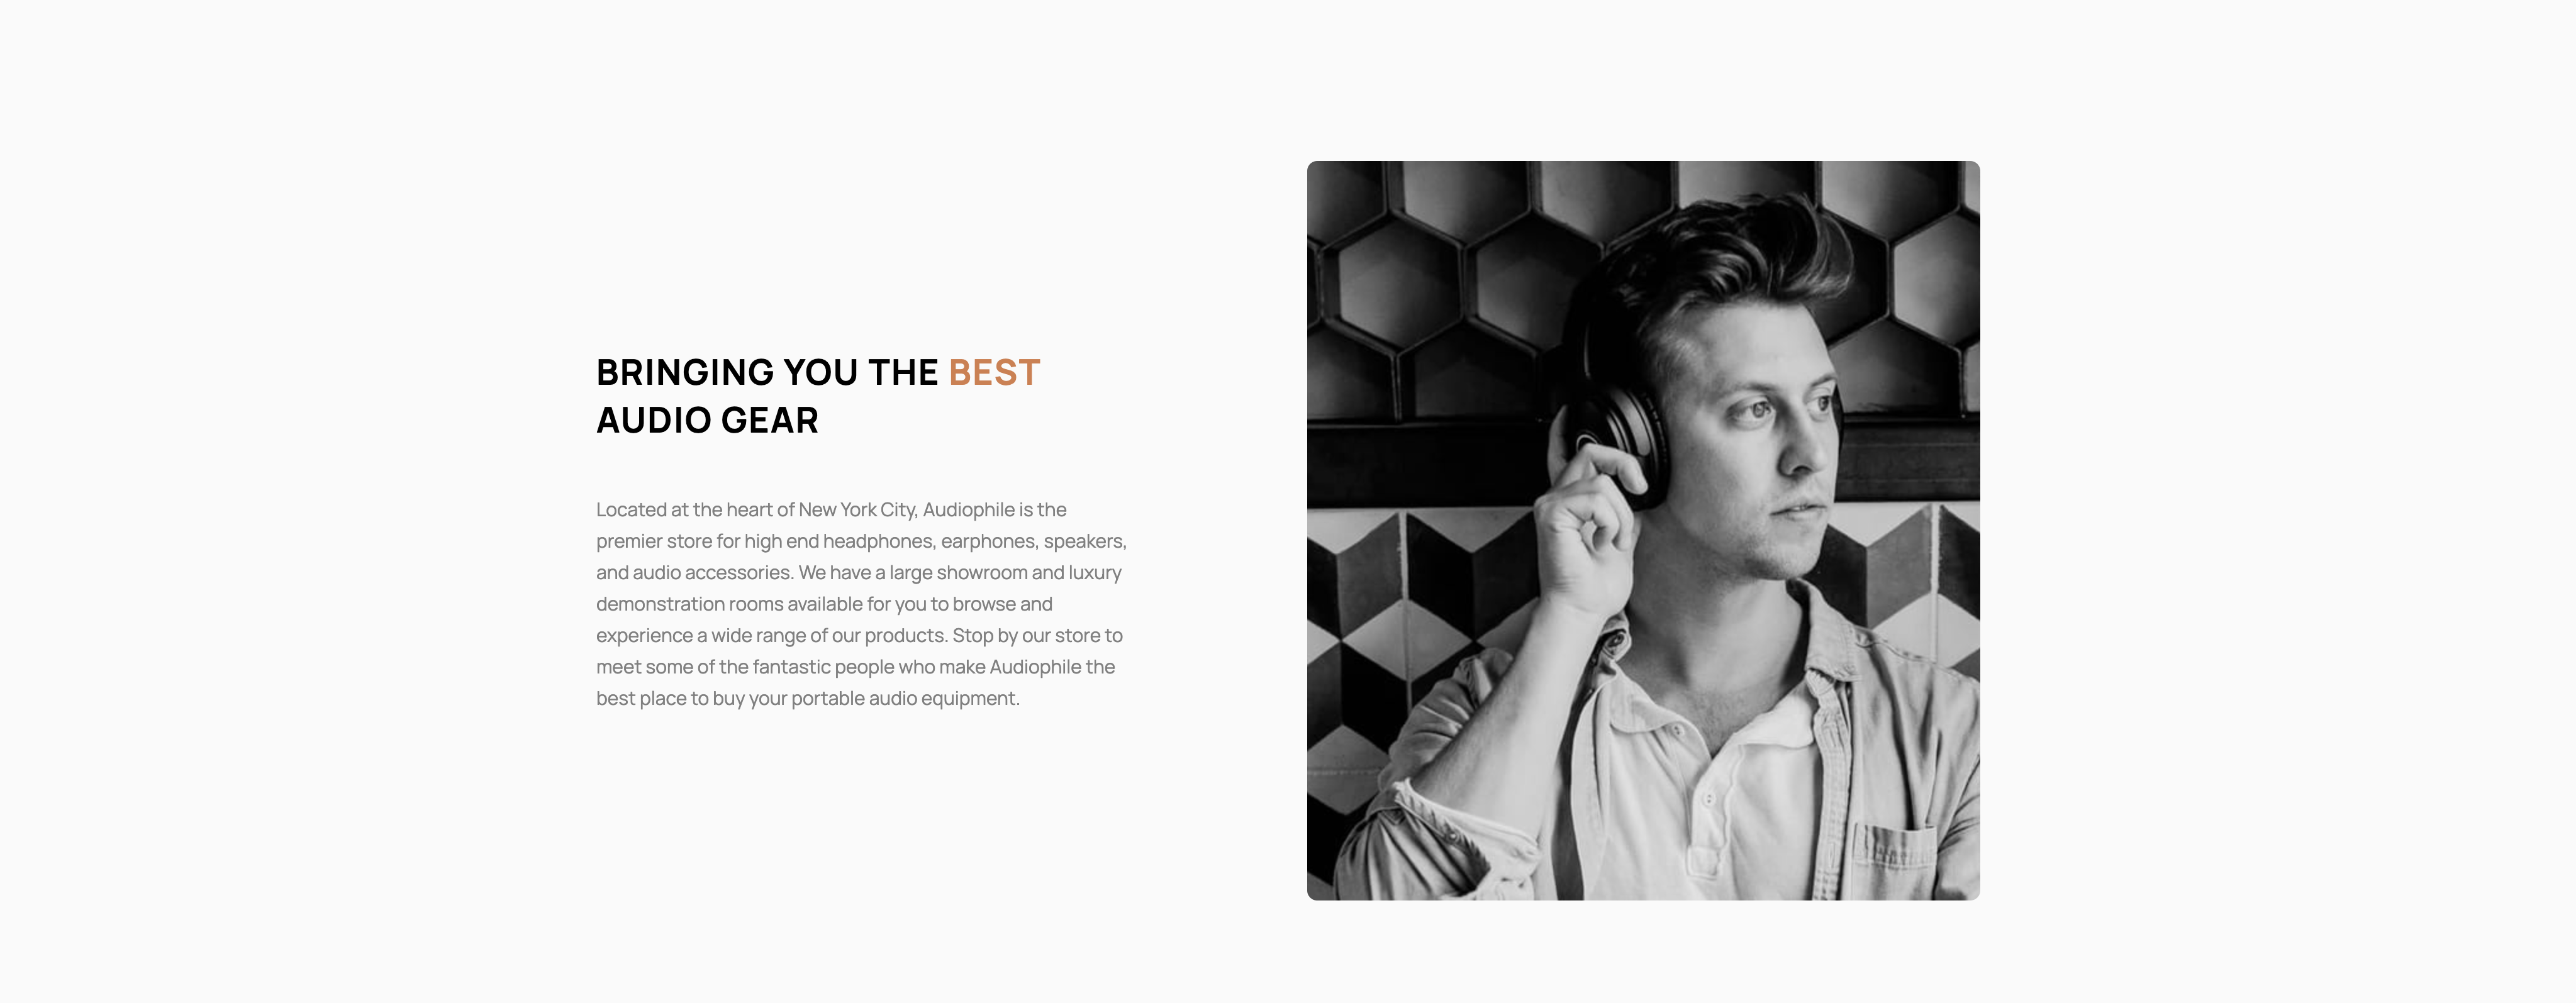 BRINGING YOU THE BEST
AUDIO GEAR
Located at the heart of New York City, Audiophile is the
premier store for high end headphones, earphones, speakers,
and audio accessories. We have a large showroom and luxury
demonstration rooms available for you to browse and
experience a wide range of our products. Stop by our store to
meet some of the fantastic people who make Audiophile the
best place to buy your portable audio equipment.